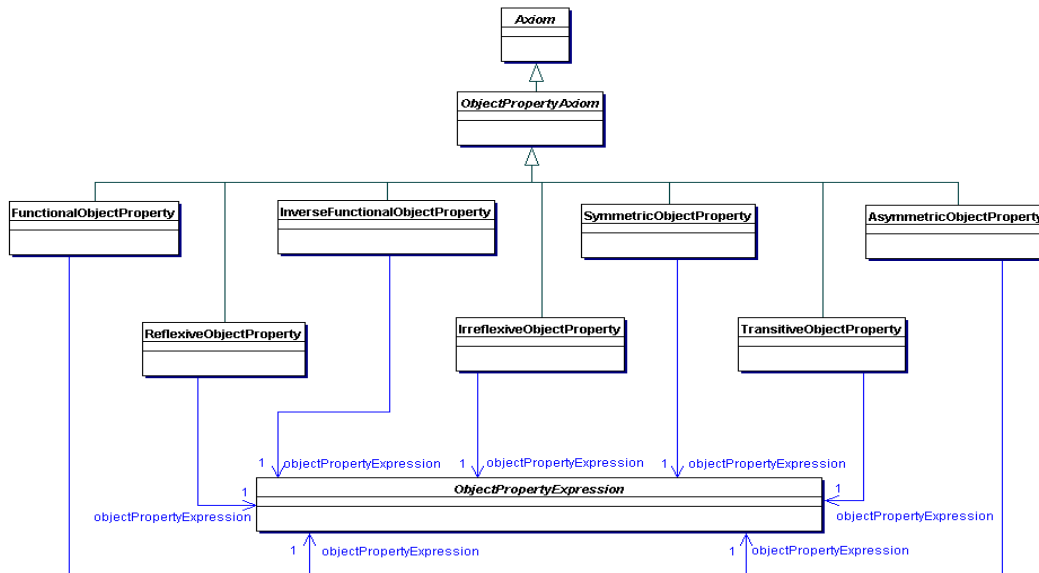 Axiom
ObjectPropertyAxiom
FunctionalObjectProperty
InverseFunctionalObjectProperty
SymmetricObjectProperty
AsymmetricObjectProperty
ReflexiveObjectProperty
IrreflexiveObjectProperty
TransitiveObjectProperty
1 objectPropertyExpression
1 objectPropertyExpression
1 objectPropertyExpression
ObjectPropertyExpression
1
objectPropertyExpression
1
objectPropertyExpression
1 objectPropertyExpression
1 objectPropertyExpression